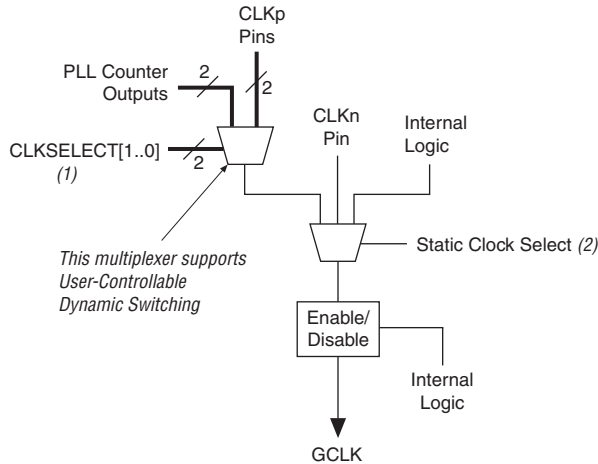 CLKp
Pins
PLL Counter
Outputs
2
2
CLKn
Pin
Internal
Logic
CLKSELECT[1..0]
(1)
2
This multiplexer supports
User-Controllable
Dynamic Switching
Static Clock Select (2)
Enable/
Disable
Internal
Logic
GCLK